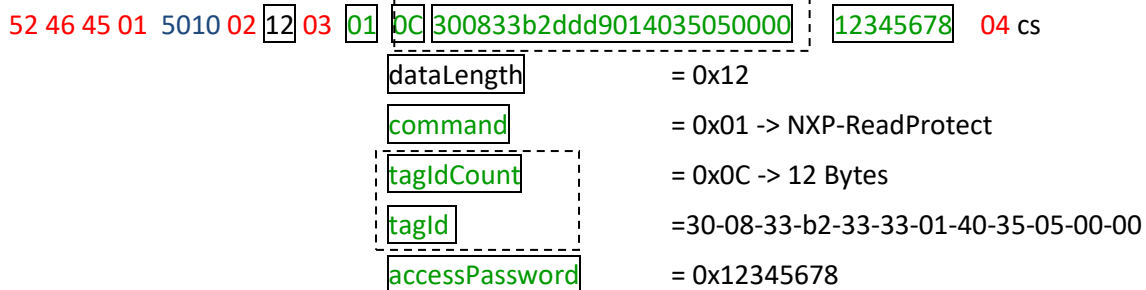 52 46 45 01 5010 02 12 03 01 0C 300833b2ddd9014035050000 12345678 04 cs
dataLength = 0x12
command = 0x01 -> NXP-ReadProtect
tagIdCount = 0x0C -> 12 Bytes
tagId =30-08-33-b2-33-33-01-40-35-05-00-00
accessPassword = 0x12345678